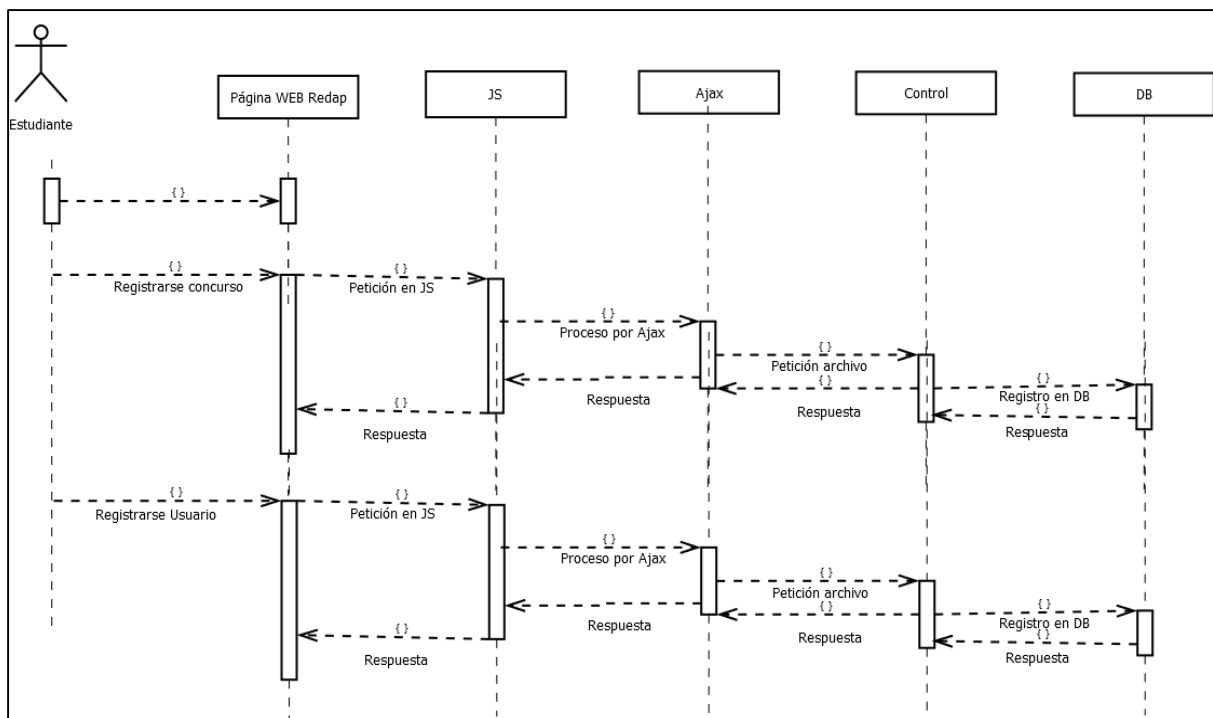 Estudiante
Página WEB Redap
JS
Ajax
Control
DB
{ }
{ }
Registrarse concurso
{ }
Petición en JS
{ }
Proceso por Ajax
{ }
Petición archivo
{ }
Respuesta
{ }
Registro en DB
{ }
Respuesta
Respuesta
{ }
Respuesta
{ }
Registrarse Usuario
{ }
Petición en JS
{ }
Proceso por Ajax
{ }
Petición archivo
{ }
Respuesta
{ }
Registro en DB
{ }
Respuesta
Respuesta
{ }
Respuesta